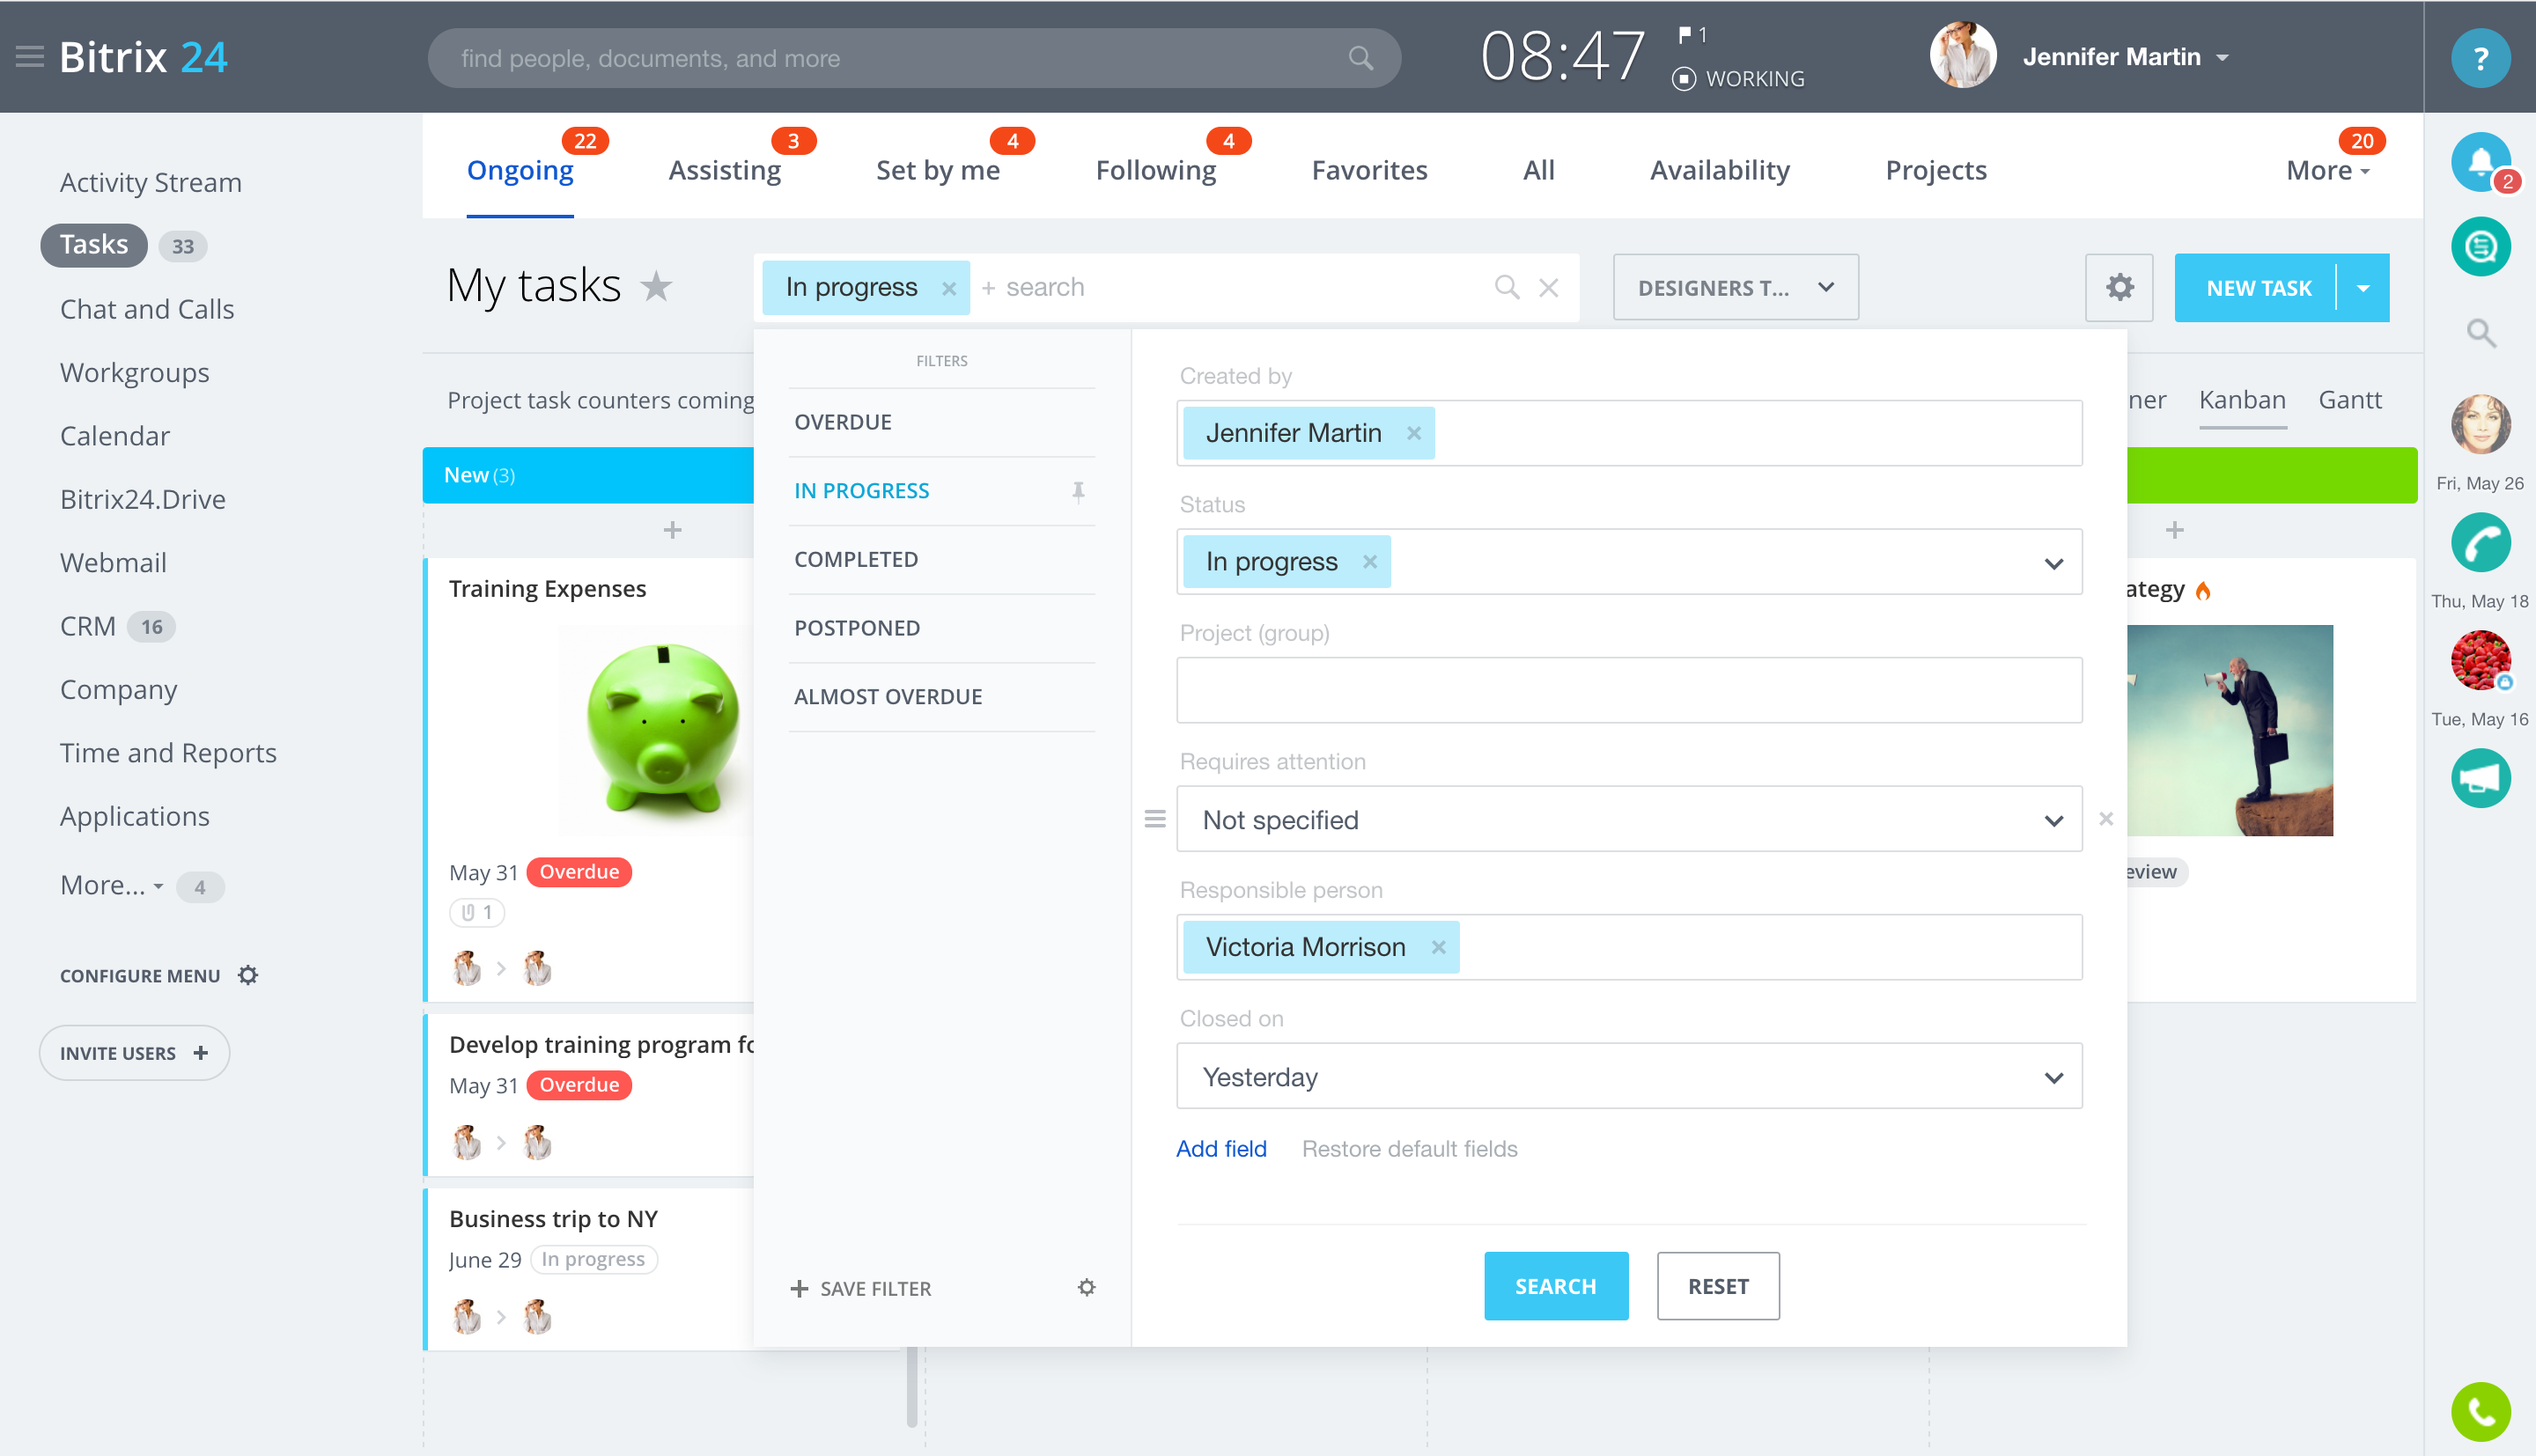 Bitrix 24
find people, documents, and more
08:47
1
WORKING
Jennifer Martin
?
Activity Stream
Tasks 33
Chat and Calls
Workgroups
Calendar
Bitrix24.Drive
Webmail
CRM 16
Company
Time and Reports
Applications
More... 4
CONFIGURE MENU
INVITE USERS +
Ongoing 22
Assisting 3
Set by me 4
Following 4
Favorites
All
Availability
Projects
More 20
My tasks
In progress × + search
DESIGNERS T...
NEW TASK
Project task counters coming
ner
Kanban
Gantt
New (3)
+
Training Expenses
May 31 Overdue
1
Develop training program fo
May 31 Overdue
Business trip to NY
June 29 In progress
FILTERS
OVERDUE
IN PROGRESS
COMPLETED
POSTPONED
ALMOST OVERDUE
+ SAVE FILTER
Created by
Jennifer Martin ×
Status
In progress ×
Project (group)
Requires attention
Not specified
Responsible person
Victoria Morrison ×
Closed on
Yesterday
Add field Restore default fields
SEARCH
RESET
+
ategy
eview
2
Fri, May 26
Thu, May 18
Tue, May 16